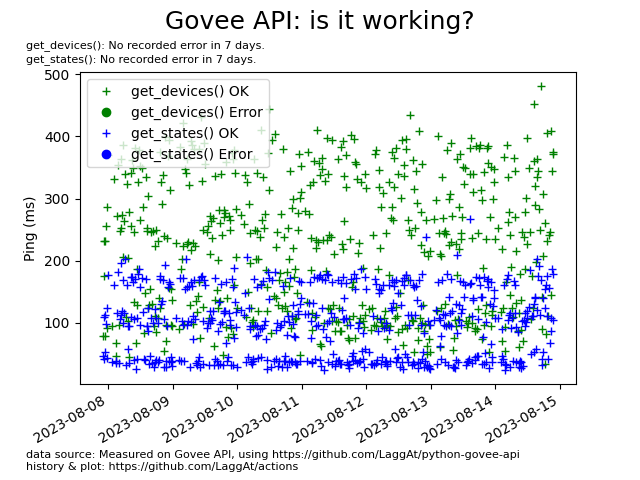 Govee API: is it working?
get_devices(): No recorded error in 7 days.
get_states(): No recorded error in 7 days.
500
400
300
200
100
Ping (ms)
get_devices() OK
get_devices() Error
get_states() OK
get_states() Error
2023-08-08
2023-08-09
2023-08-10
2023-08-11
2023-08-12
2023-08-13
2023-08-14
2023-08-15
data source: Measured on Govee API, using https://github.com/LaggAt/python-govee-api
history & plot: https://github.com/LaggAt/actions